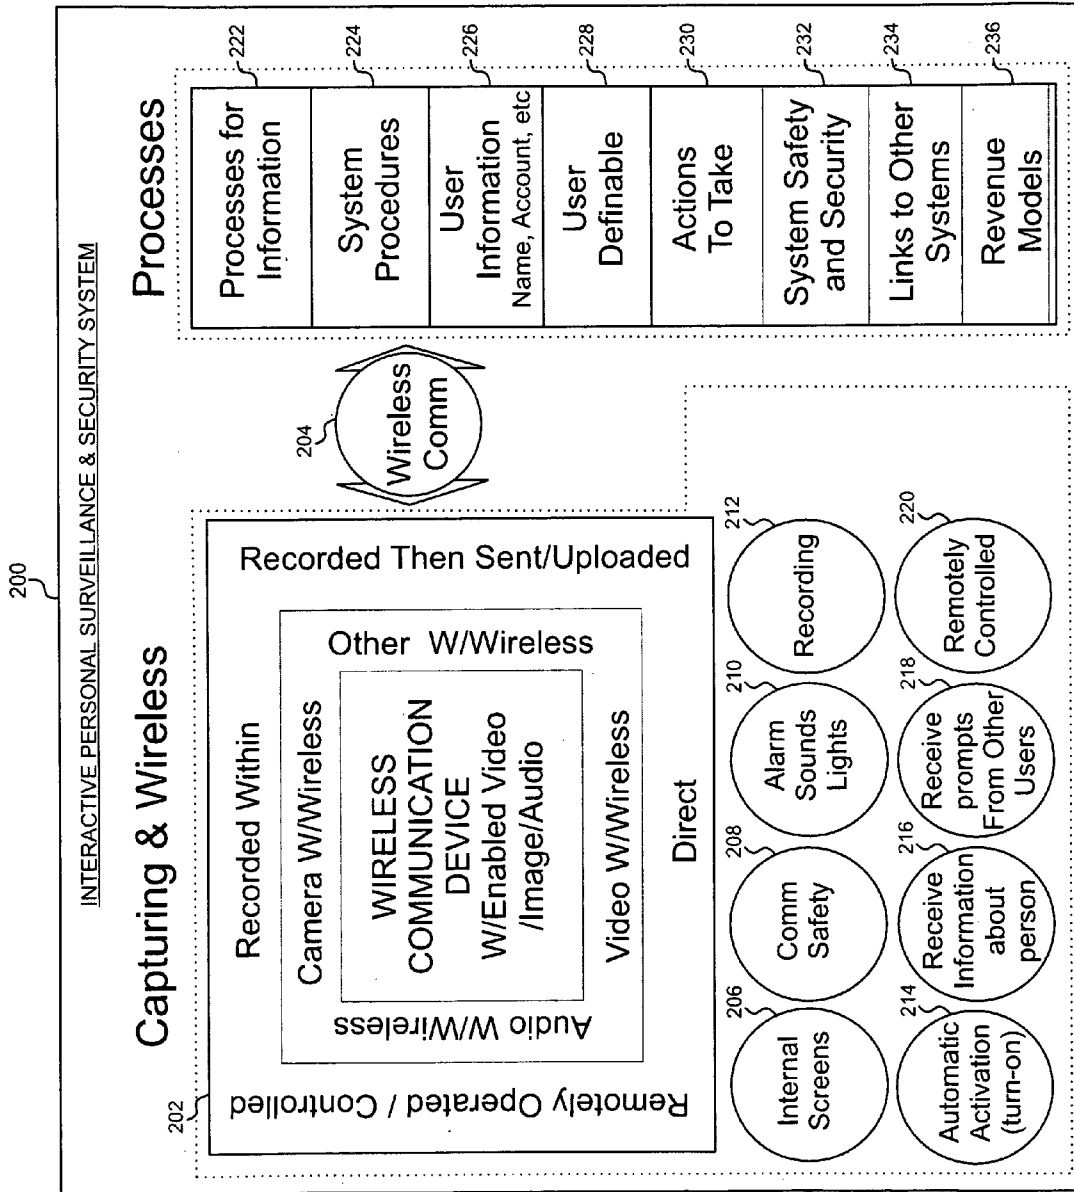 200
INTERACTIVE PERSONAL SURVEILLANCE & SECURITY SYSTEM
Capturing & Wireless
202
Recorded Within
Recorded Then Sent/Uploaded
Direct
Remotely Operated / Controlled
Camera W/Wireless
Other W/Wireless
Video W/Wireless
Audio W/Wireless
WIRELESS
COMMUNICATION
DEVICE
W/Enabled Video
/Image/Audio
204
Wireless
Comm
206
Internal
Screens
208
Comm
Safety
210
Alarm
Sounds
Lights
212
Recording
214
Automatic
Activation
(turn-on)
216
Receive
Information
about
person
218
Receive
prompts
From Other
Users
220
Remotely
Controlled
Processes
Processes for
Information
222
System
Procedures
224
User
Information
Name, Account, etc
226
User
Definable
228
Actions
To Take
230
System Safety
and Security
232
Links to Other
Systems
234
Revenue
Models
236